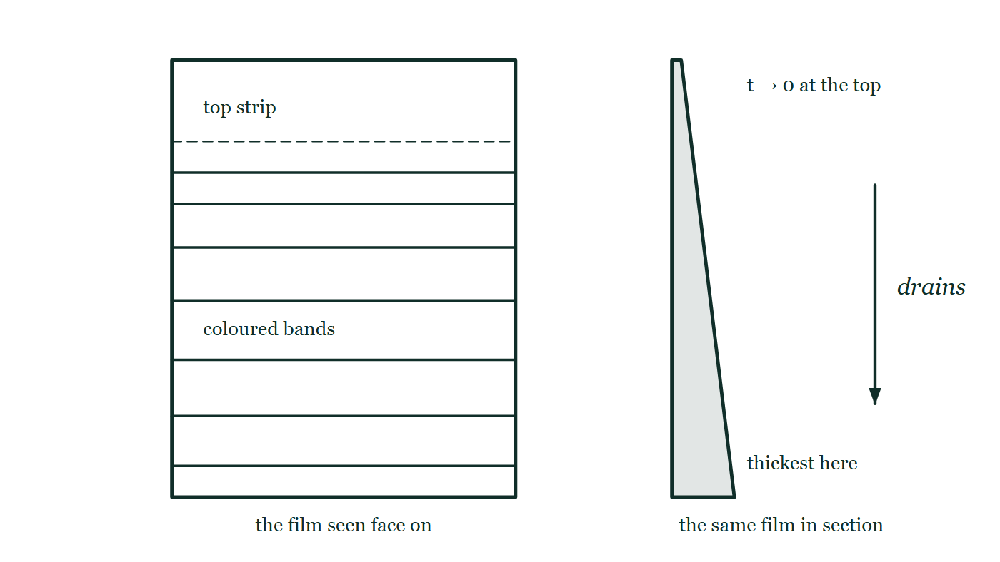 top strip
t → 0 at the top
drains
coloured bands
thickest here
the film seen face on
the same film in section